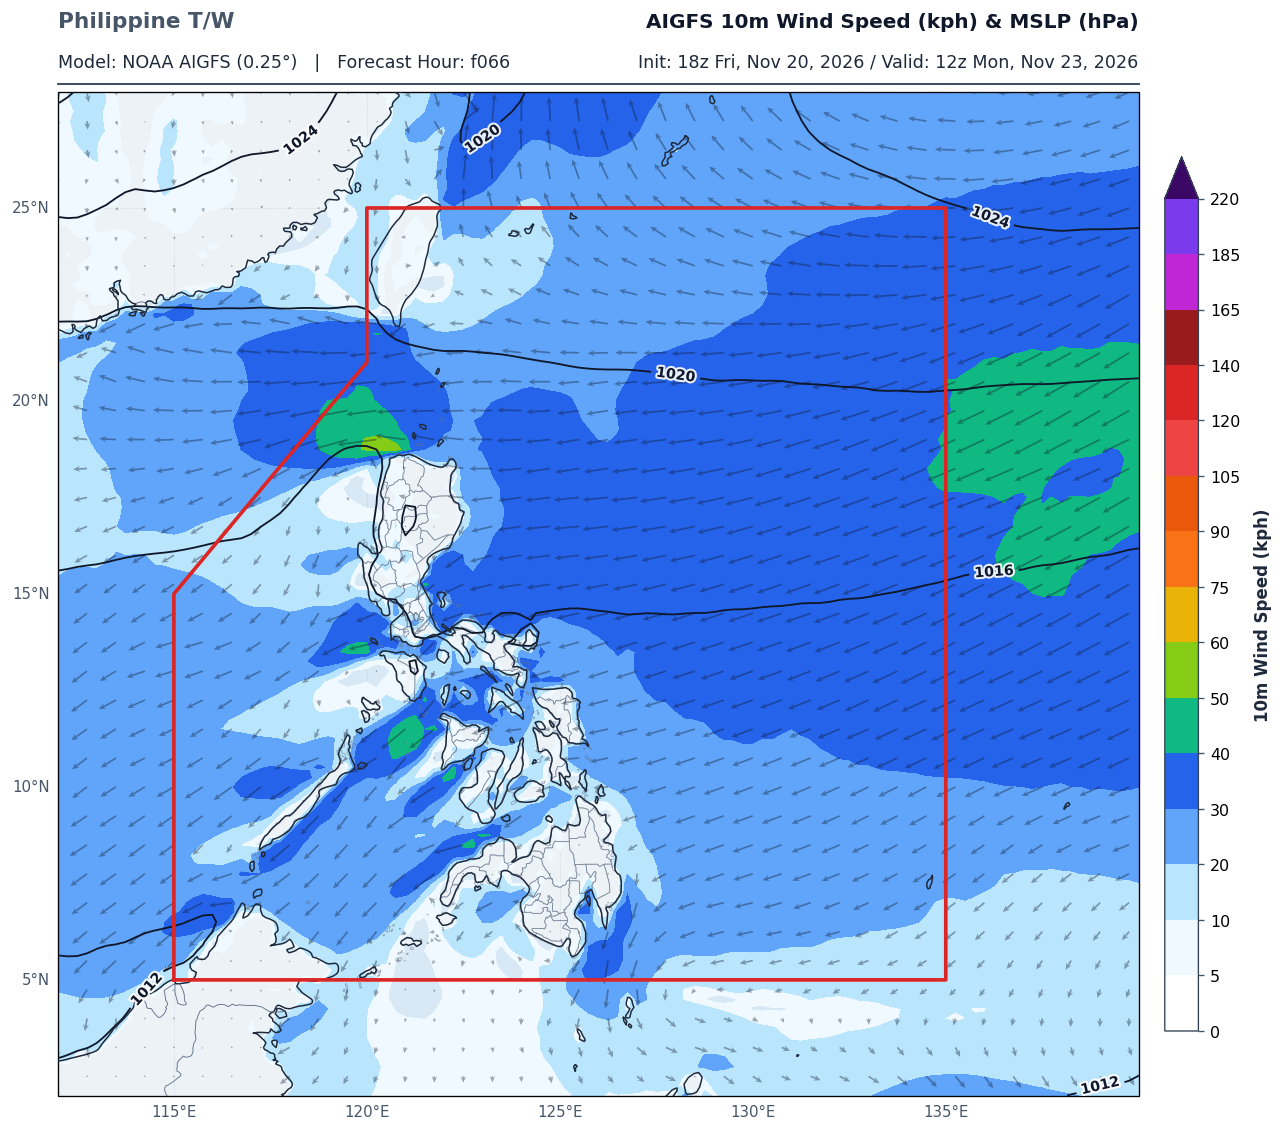 Philippine T/W
AIGFS 10m Wind Speed (kph) & MSLP (hPa)
Model: NOAA AIGFS (0.25°)   |   Forecast Hour: f066
Init: 18z Fri, Nov 20, 2026 / Valid: 12z Mon, Nov 23, 2026
1024
1020
1024
1020
1016
1012
1012
25°N
20°N
15°N
10°N
5°N
115°E
120°E
125°E
130°E
135°E
220
185
165
140
120
105
90
75
60
50
40
30
20
10
5
0
10m Wind Speed (kph)